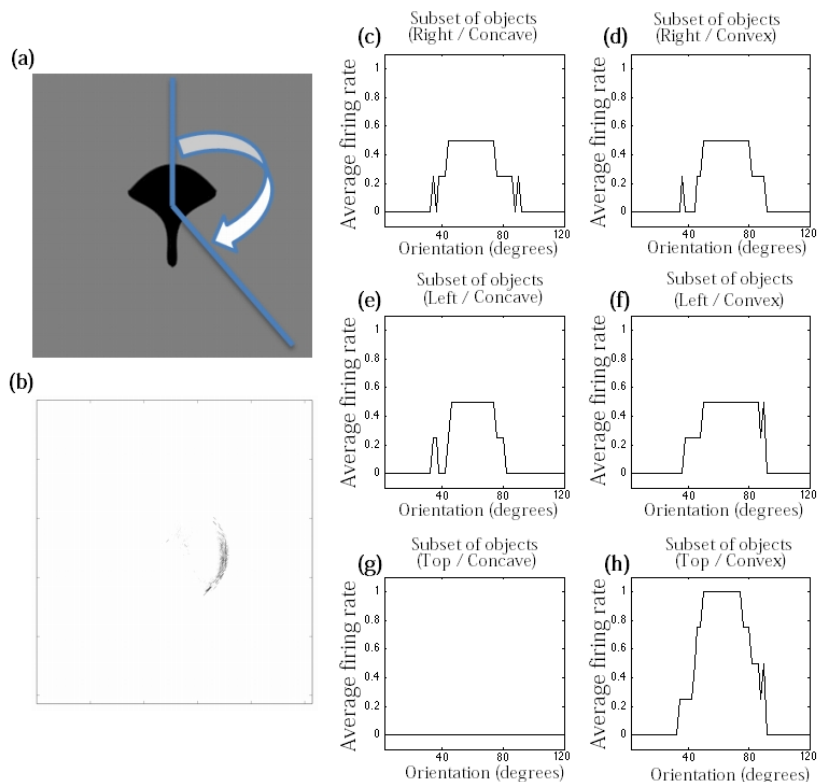 (a)
(b)
(c)
Subset of objects
(Right / Concave)
Average firing rate
1
0.8
0.6
0.4
0.2
0
40
80
120
Orientation (degrees)
(d)
Subset of objects
(Right / Convex)
Average firing rate
1
0.8
0.6
0.4
0.2
0
40
80
120
Orientation (degrees)
(e)
Subset of objects
(Left / Concave)
Average firing rate
1
0.8
0.6
0.4
0.2
0
40
80
120
Orientation (degrees)
(f)
Subset of objects
(Left / Convex)
Average firing rate
1
0.8
0.6
0.4
0.2
0
40
80
120
Orientation (degrees)
(g)
Subset of objects
(Top / Concave)
Average firing rate
1
0.8
0.6
0.4
0.2
0
40
80
120
Orientation (degrees)
(h)
Subset of objects
(Top / Convex)
Average firing rate
1
0.8
0.6
0.4
0.2
0
40
80
120
Orientation (degrees)